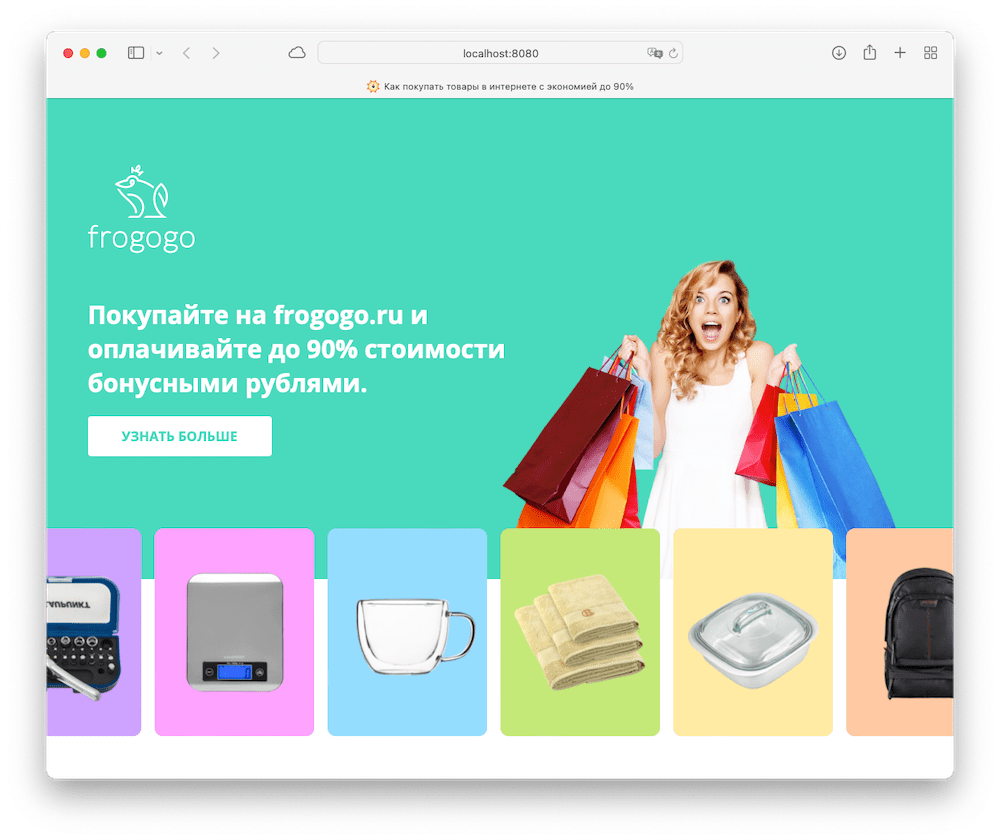 localhost:8080
Как покупать товары в интернете с экономией до 90%
frogogo
Покупайте на frogogo.ru и
оплачивайте до 90% стоимости
бонусными рублями.
УЗНАТЬ БОЛЬШЕ